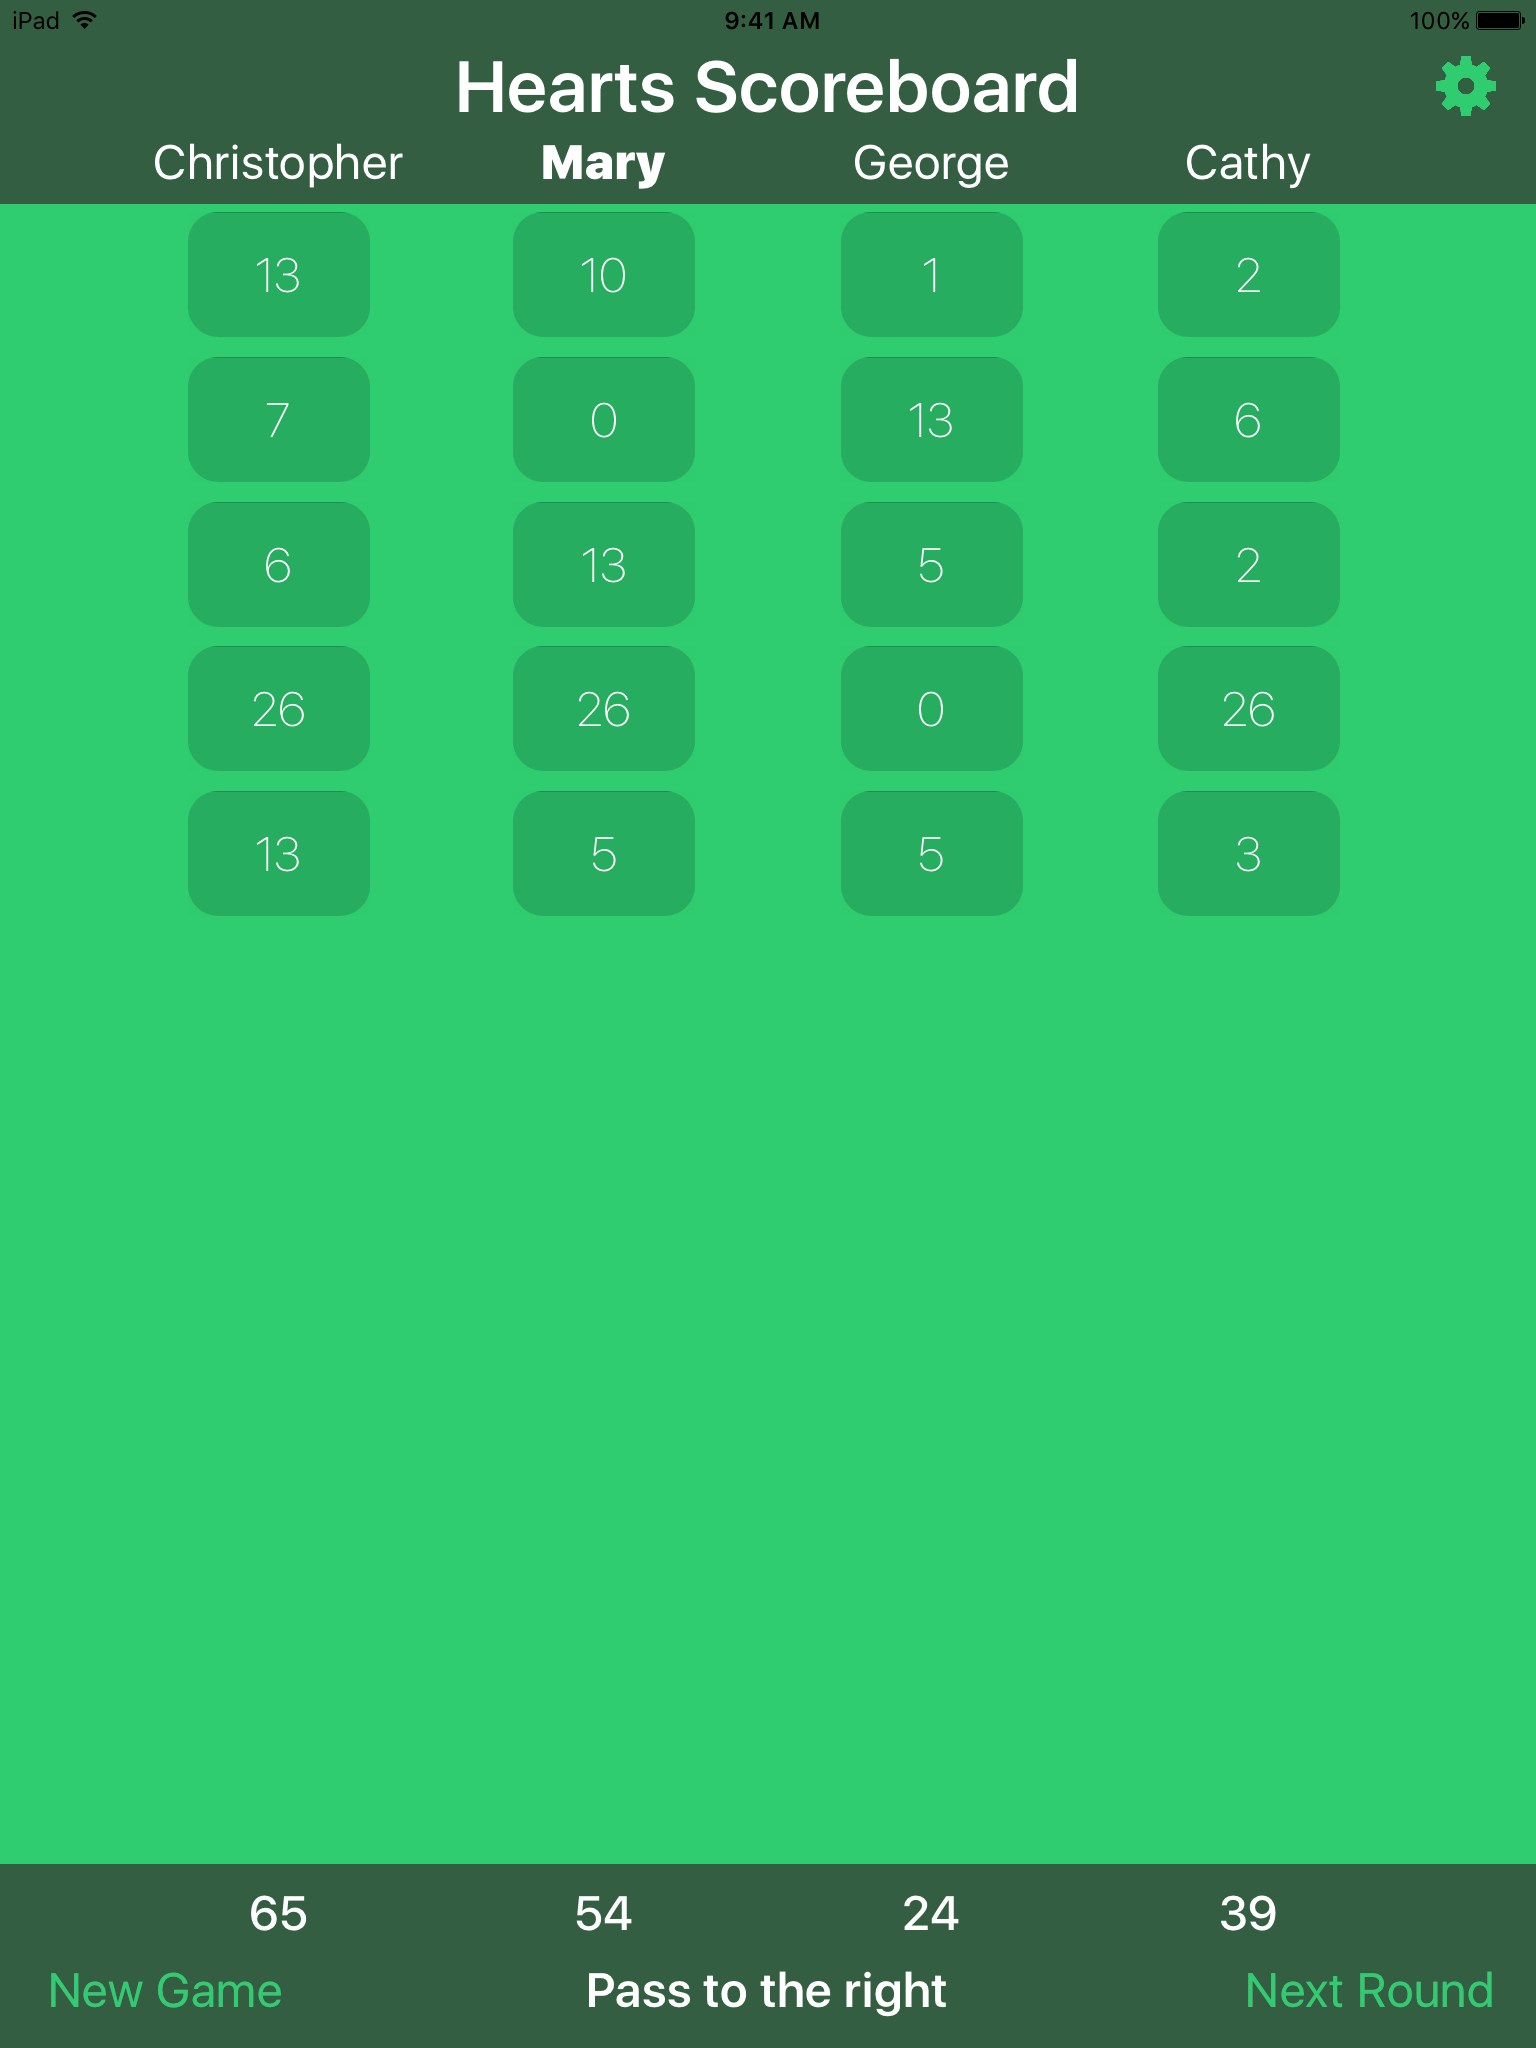 iPad 9:41 AM 100%
Hearts Scoreboard
Christopher Mary George Cathy
13 10 1 2
7 0 13 6
6 13 5 2
26 26 0 26
13 5 5 3
65 54 24 39
New Game Pass to the right Next Round